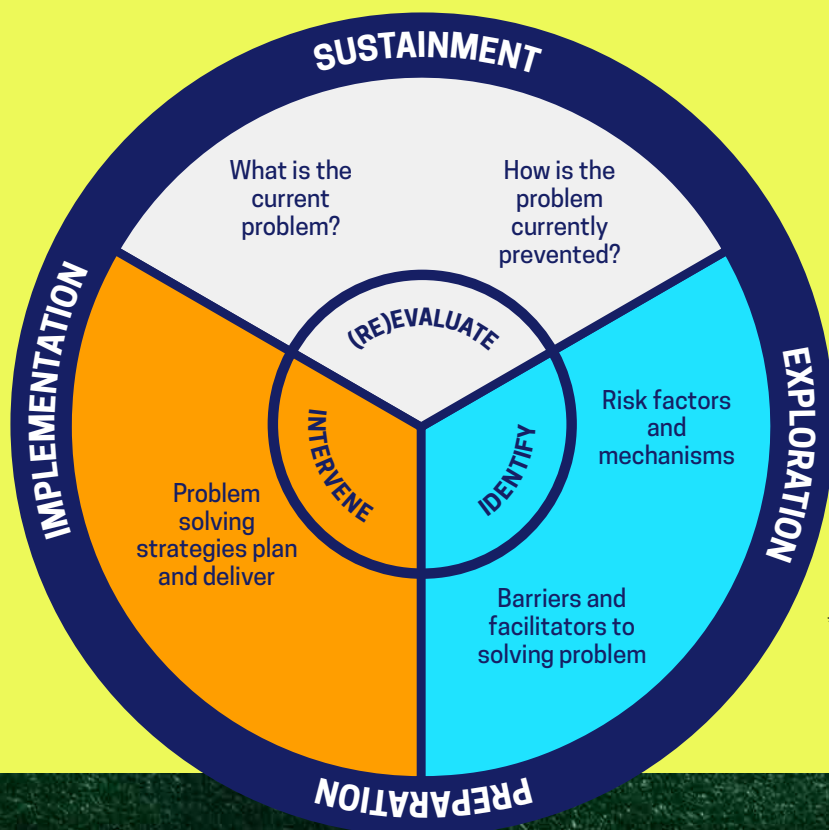 SUSTAINMENT
What is the
current
problem?
How is the
problem
currently
prevented?
(RE)EVALUATE
IMPLEMENTATION
EXPLORATION
INTERVENE
IDENTIFY
Risk factors
and
mechanisms
Problem
solving
strategies plan
and deliver
Barriers and
facilitators to
solving problem
PREPARATION